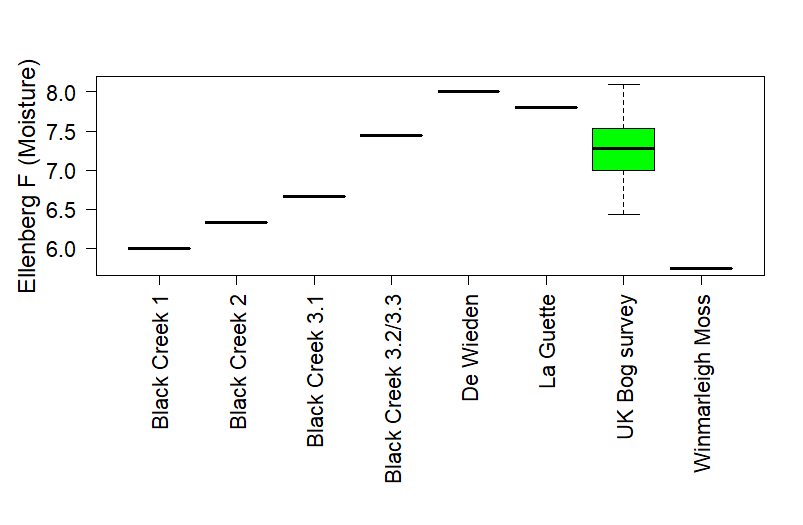 Ellenberg F (Moisture)
8.0
7.5
7.0
6.5
6.0
Black Creek 1
Black Creek 2
Black Creek 3.1
Black Creek 3.2/3.3
De Wieden
La Guette
UK Bog survey
Winmarleigh Moss